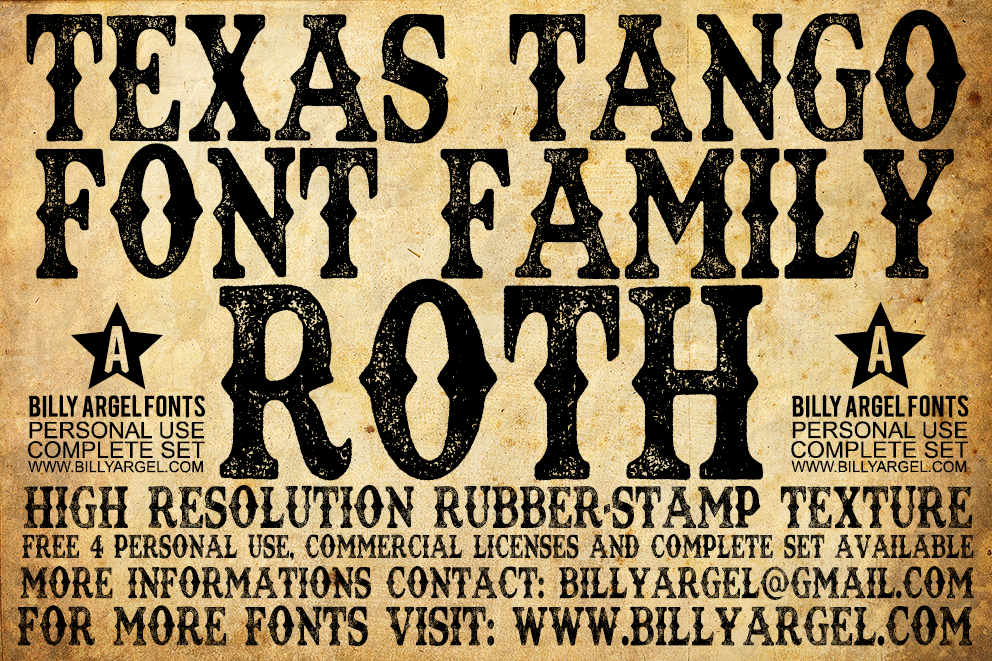 TEXAS TANGO
FONT FAMILY
ROTH
A
BILLY ARGEL FONTS
PERSONAL USE
COMPLETE SET
WWW.BILLYARGEL.COM
A
BILLY ARGEL FONTS
PERSONAL USE
COMPLETE SET
WWW.BILLYARGEL.COM
HIGH RESOLUTION RUBBER-STAMP TEXTURE
FREE 4 PERSONAL USE, COMMERCIAL LICENSES AND COMPLETE SET AVAILABLE
MORE INFORMATIONS CONTACT: BILLYARGEL@GMAIL.COM
FOR MORE FONTS VISIT: WWW.BILLYARGEL.COM